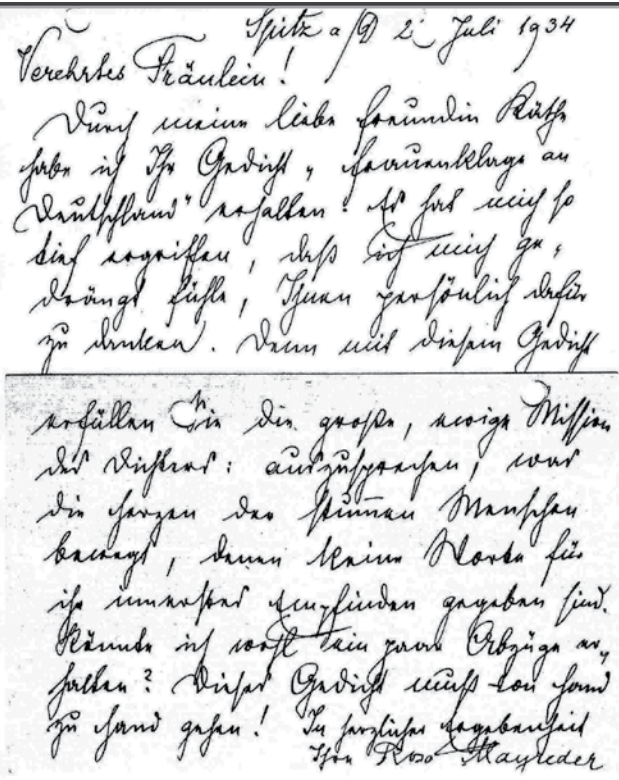 Spitz a/D 2. Juli 1934
Verehrtes Fräulein!
Durch meine liebe Freundin Käthe
habe ich Ihr Gedicht „Frauenklage an
Deutschland" erhalten. Es hat mich so
tief ergriffen, daß ich mich ge-
drängt fühle, Ihnen persönlich dafür
zu danken. Denn mit diesem Gedicht
erfüllen Sie die große, ewige Mission
des Dichters: auszusprechen, was
die Herzen der stummen Menschen
bewegt, denen keine Worte für
ihr innerstes Empfinden gegeben sind.
Könnte ich wohl ein paar Abzüge er-
halten? Dieses Gedicht muß von Hand
zu Hand gehen! In herzlicher Ergebenheit
Ihre Rosa Mayreder